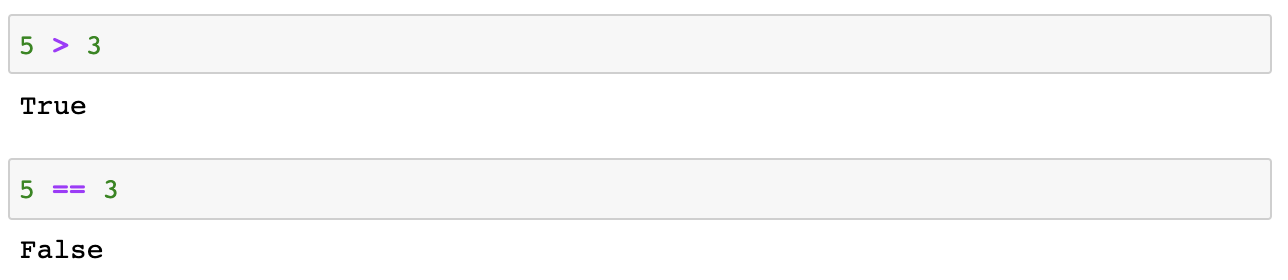 5 > 3
True
5 == 3
False